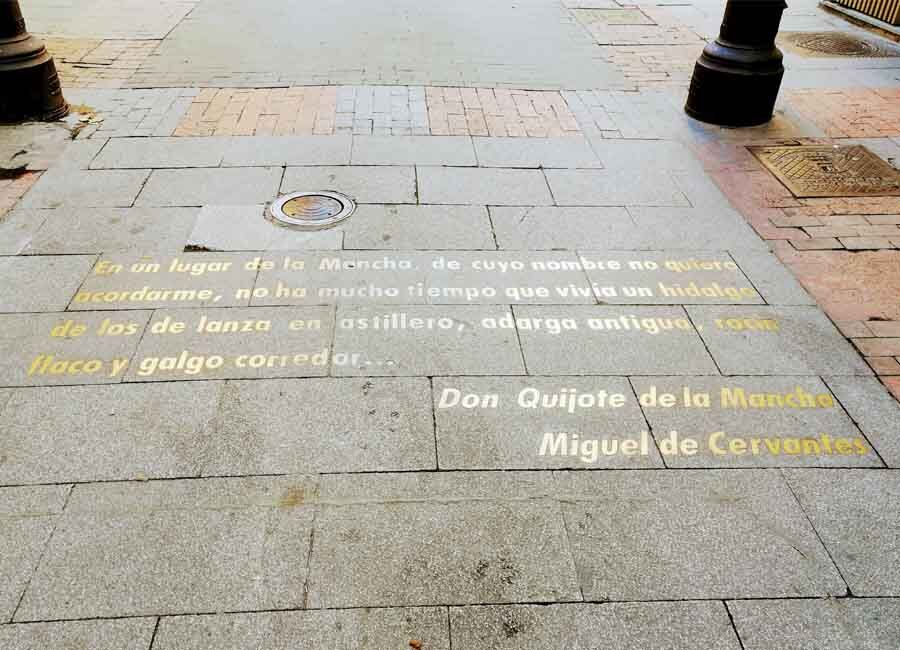 En un lugar de la Mancha, de cuyo nombre no quiero
acordarme, no ha mucho tiempo que vivia un hidalgo
de los de lanza en astillero, adarga antigua, rocin
flaco y galgo corredor...
Don Quijote de la Mancha
Miguel de Cervantes